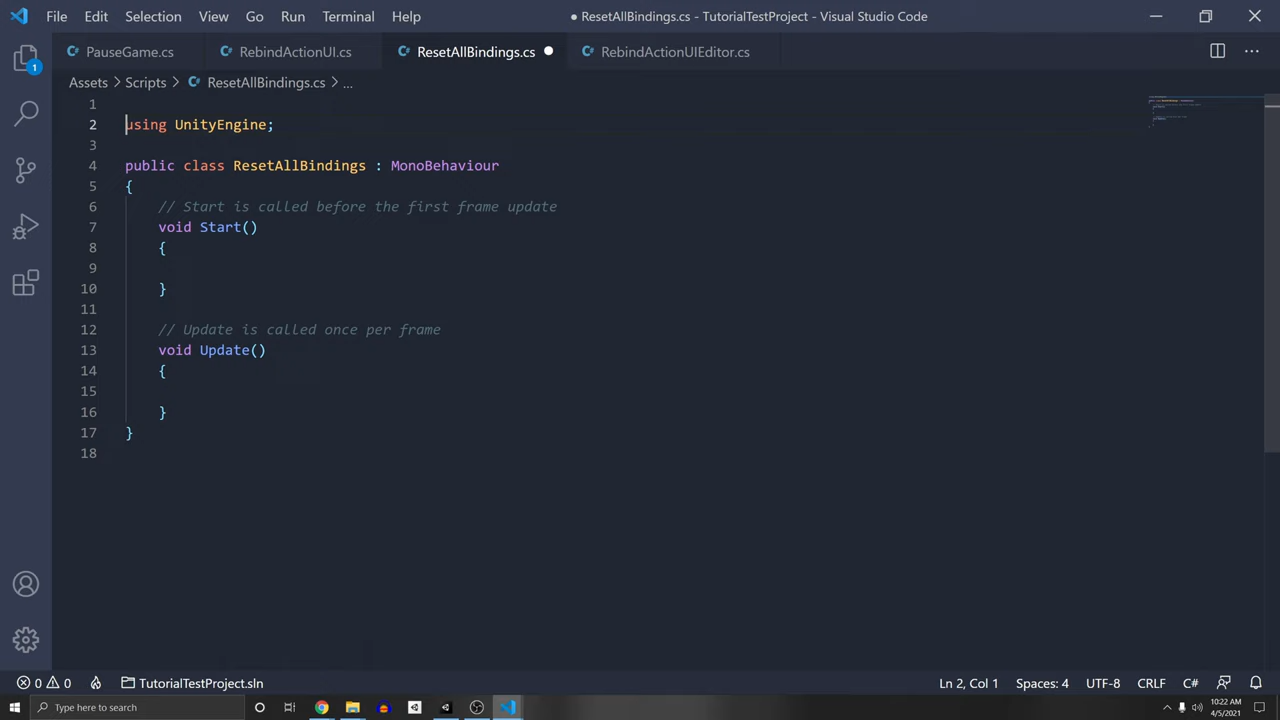 File Edit Selection View Go Run Terminal Help
● ResetAllBindings.cs - TutorialTestProject - Visual Studio Code
PauseGame.cs
RebindActionUI.cs
ResetAllBindings.cs ●
RebindActionUIEditor.cs
Assets > Scripts > ResetAllBindings.cs > ...
1
1
2 using UnityEngine;
3
4 public class ResetAllBindings : MonoBehaviour
5 {
6 // Start is called before the first frame update
7 void Start()
8 {
9
10 }
11
12 // Update is called once per frame
13 void Update()
14 {
15
16 }
17 }
18
0 0 TutorialTestProject.sln
Ln 2, Col 1 Spaces: 4 UTF-8 CRLF C#
Type here to search
10:22 AM
4/5/2021